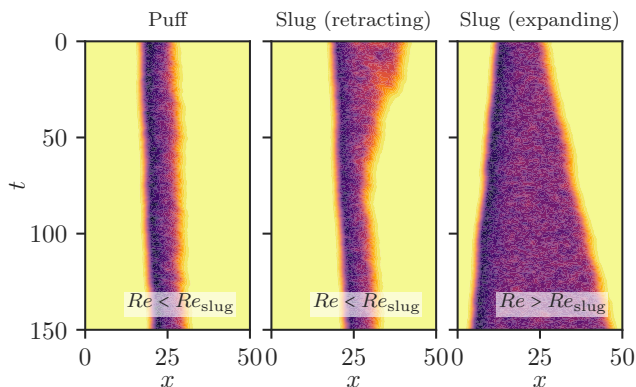 Puff Slug (retracting) Slug (expanding)
0
50
100
150
t
Re < Re_slug Re < Re_slug Re > Re_slug
0 25 50 0 25 50 0 25 50
x x x